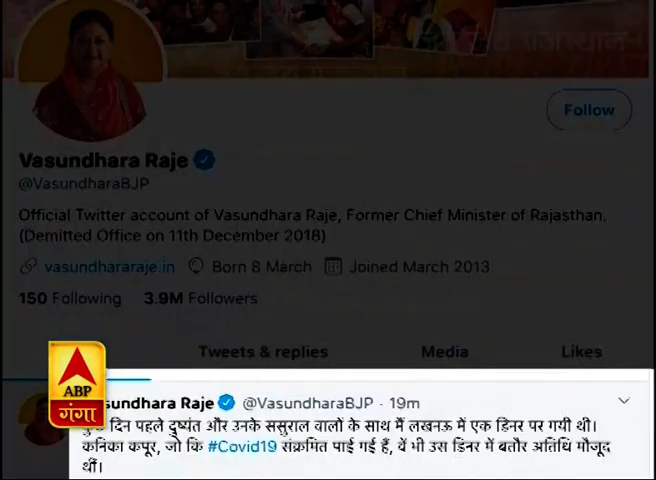 राजस्थान
Follow
Vasundhara Raje
@VasundharaBJP
Official Twitter account of Vasundhara Raje, Former Chief Minister of Rajasthan.
(Demitted Office on 11th December 2018)
vasundhararaje.in Born 8 March Joined March 2013
150 Following 3.9M Followers
Tweets & replies Media Likes
ABP
गंगा
sundhara Raje @VasundharaBJP · 19m
दिन पहले दुष्यंत और उनके ससुराल वालों के साथ मैं लखनऊ में एक डिनर पर गयी थी।
कनिका कपूर, जो कि #Covid19 संक्रमित पाई गई हैं, वें भी उस डिनर में बतौर अतिथि मौजूद
थीं।